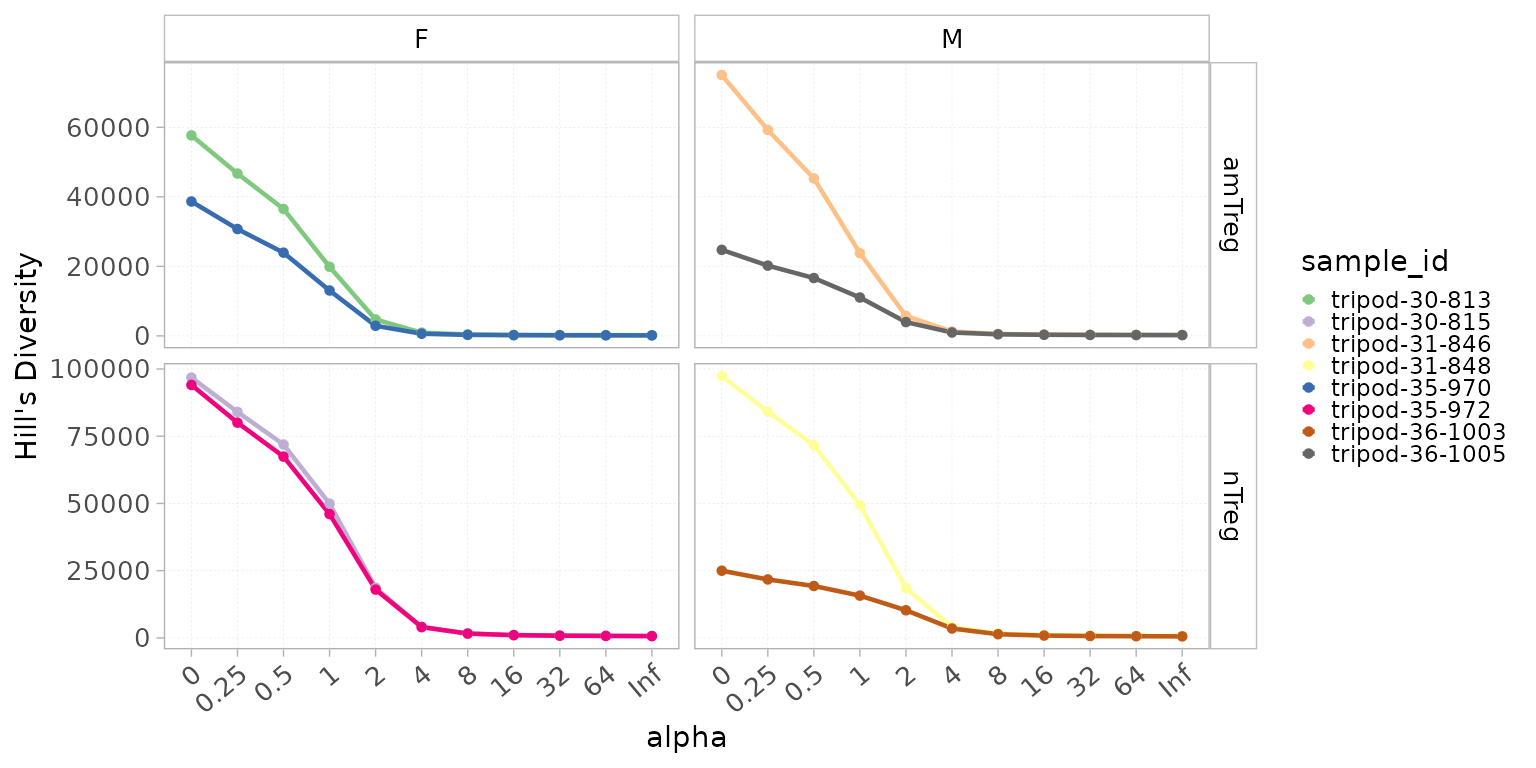 F
M
60000
40000
20000
0
amTreg
100000
75000
50000
25000
0
nTreg
Hill's Diversity
0 0.25 0.5 1 2 4 8 16 32 64 Inf
0 0.25 0.5 1 2 4 8 16 32 64 Inf
alpha
sample_id
tripod-30-813
tripod-30-815
tripod-31-846
tripod-31-848
tripod-35-970
tripod-35-972
tripod-36-1003
tripod-36-1005